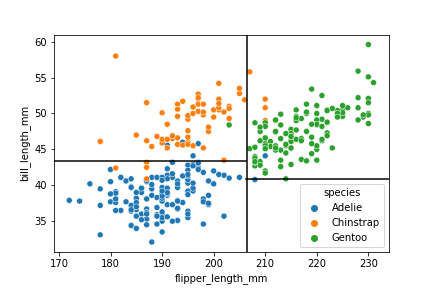 60
55
50
45
40
35
bill_length_mm
170
180
190
200
210
220
230
flipper_length_mm
species
Adelie
Chinstrap
Gentoo